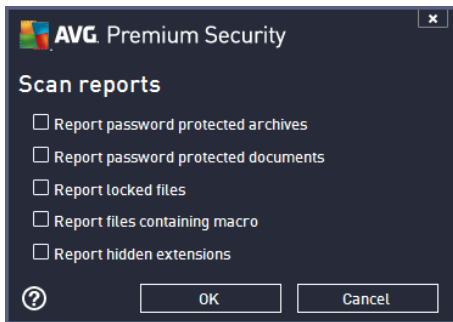 AVG. Premium Security
x
Scan reports
Report password protected archives
Report password protected documents
Report locked files
Report files containing macro
Report hidden extensions
?
OK
Cancel